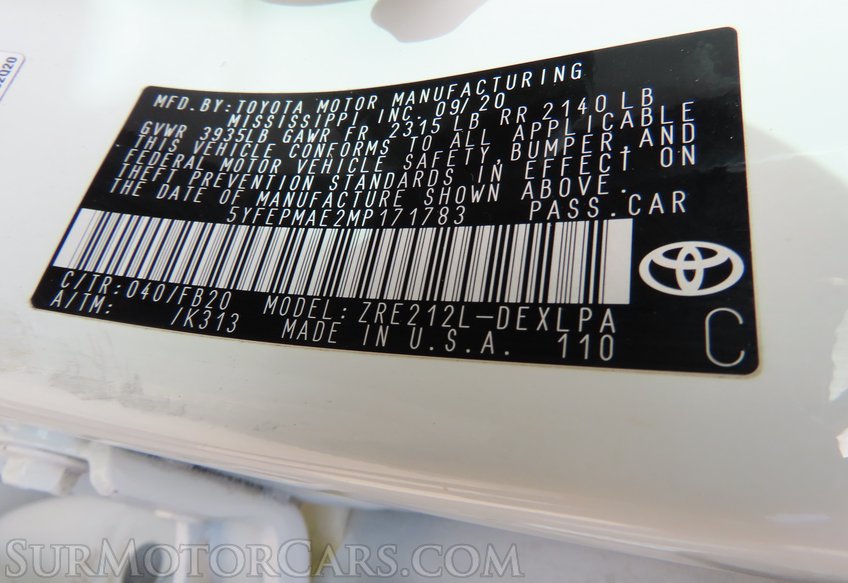 2020
MFD. BY: TOYOTA MOTOR MANUFACTURING
MISSISSIPPI INC. 09/20
GVWR 3935LB GAWR FR 2315 LB RR 2140 LB
THIS VEHICLE CONFORMS TO ALL APPLICABLE
FEDERAL MOTOR VEHICLE SAFETY, BUMPER, AND
THEFT PREVENTION STANDARDS IN EFFECT ON
THE DATE OF MANUFACTURE SHOWN ABOVE.
5YFEPMAE2MP171783 PASS. CAR
C/TR: 040/FB20 MODEL: ZRE212L-DEXLPA
A/TM: /K313 MADE IN U.S.A. 110
C
SURMOTORCARS.COM